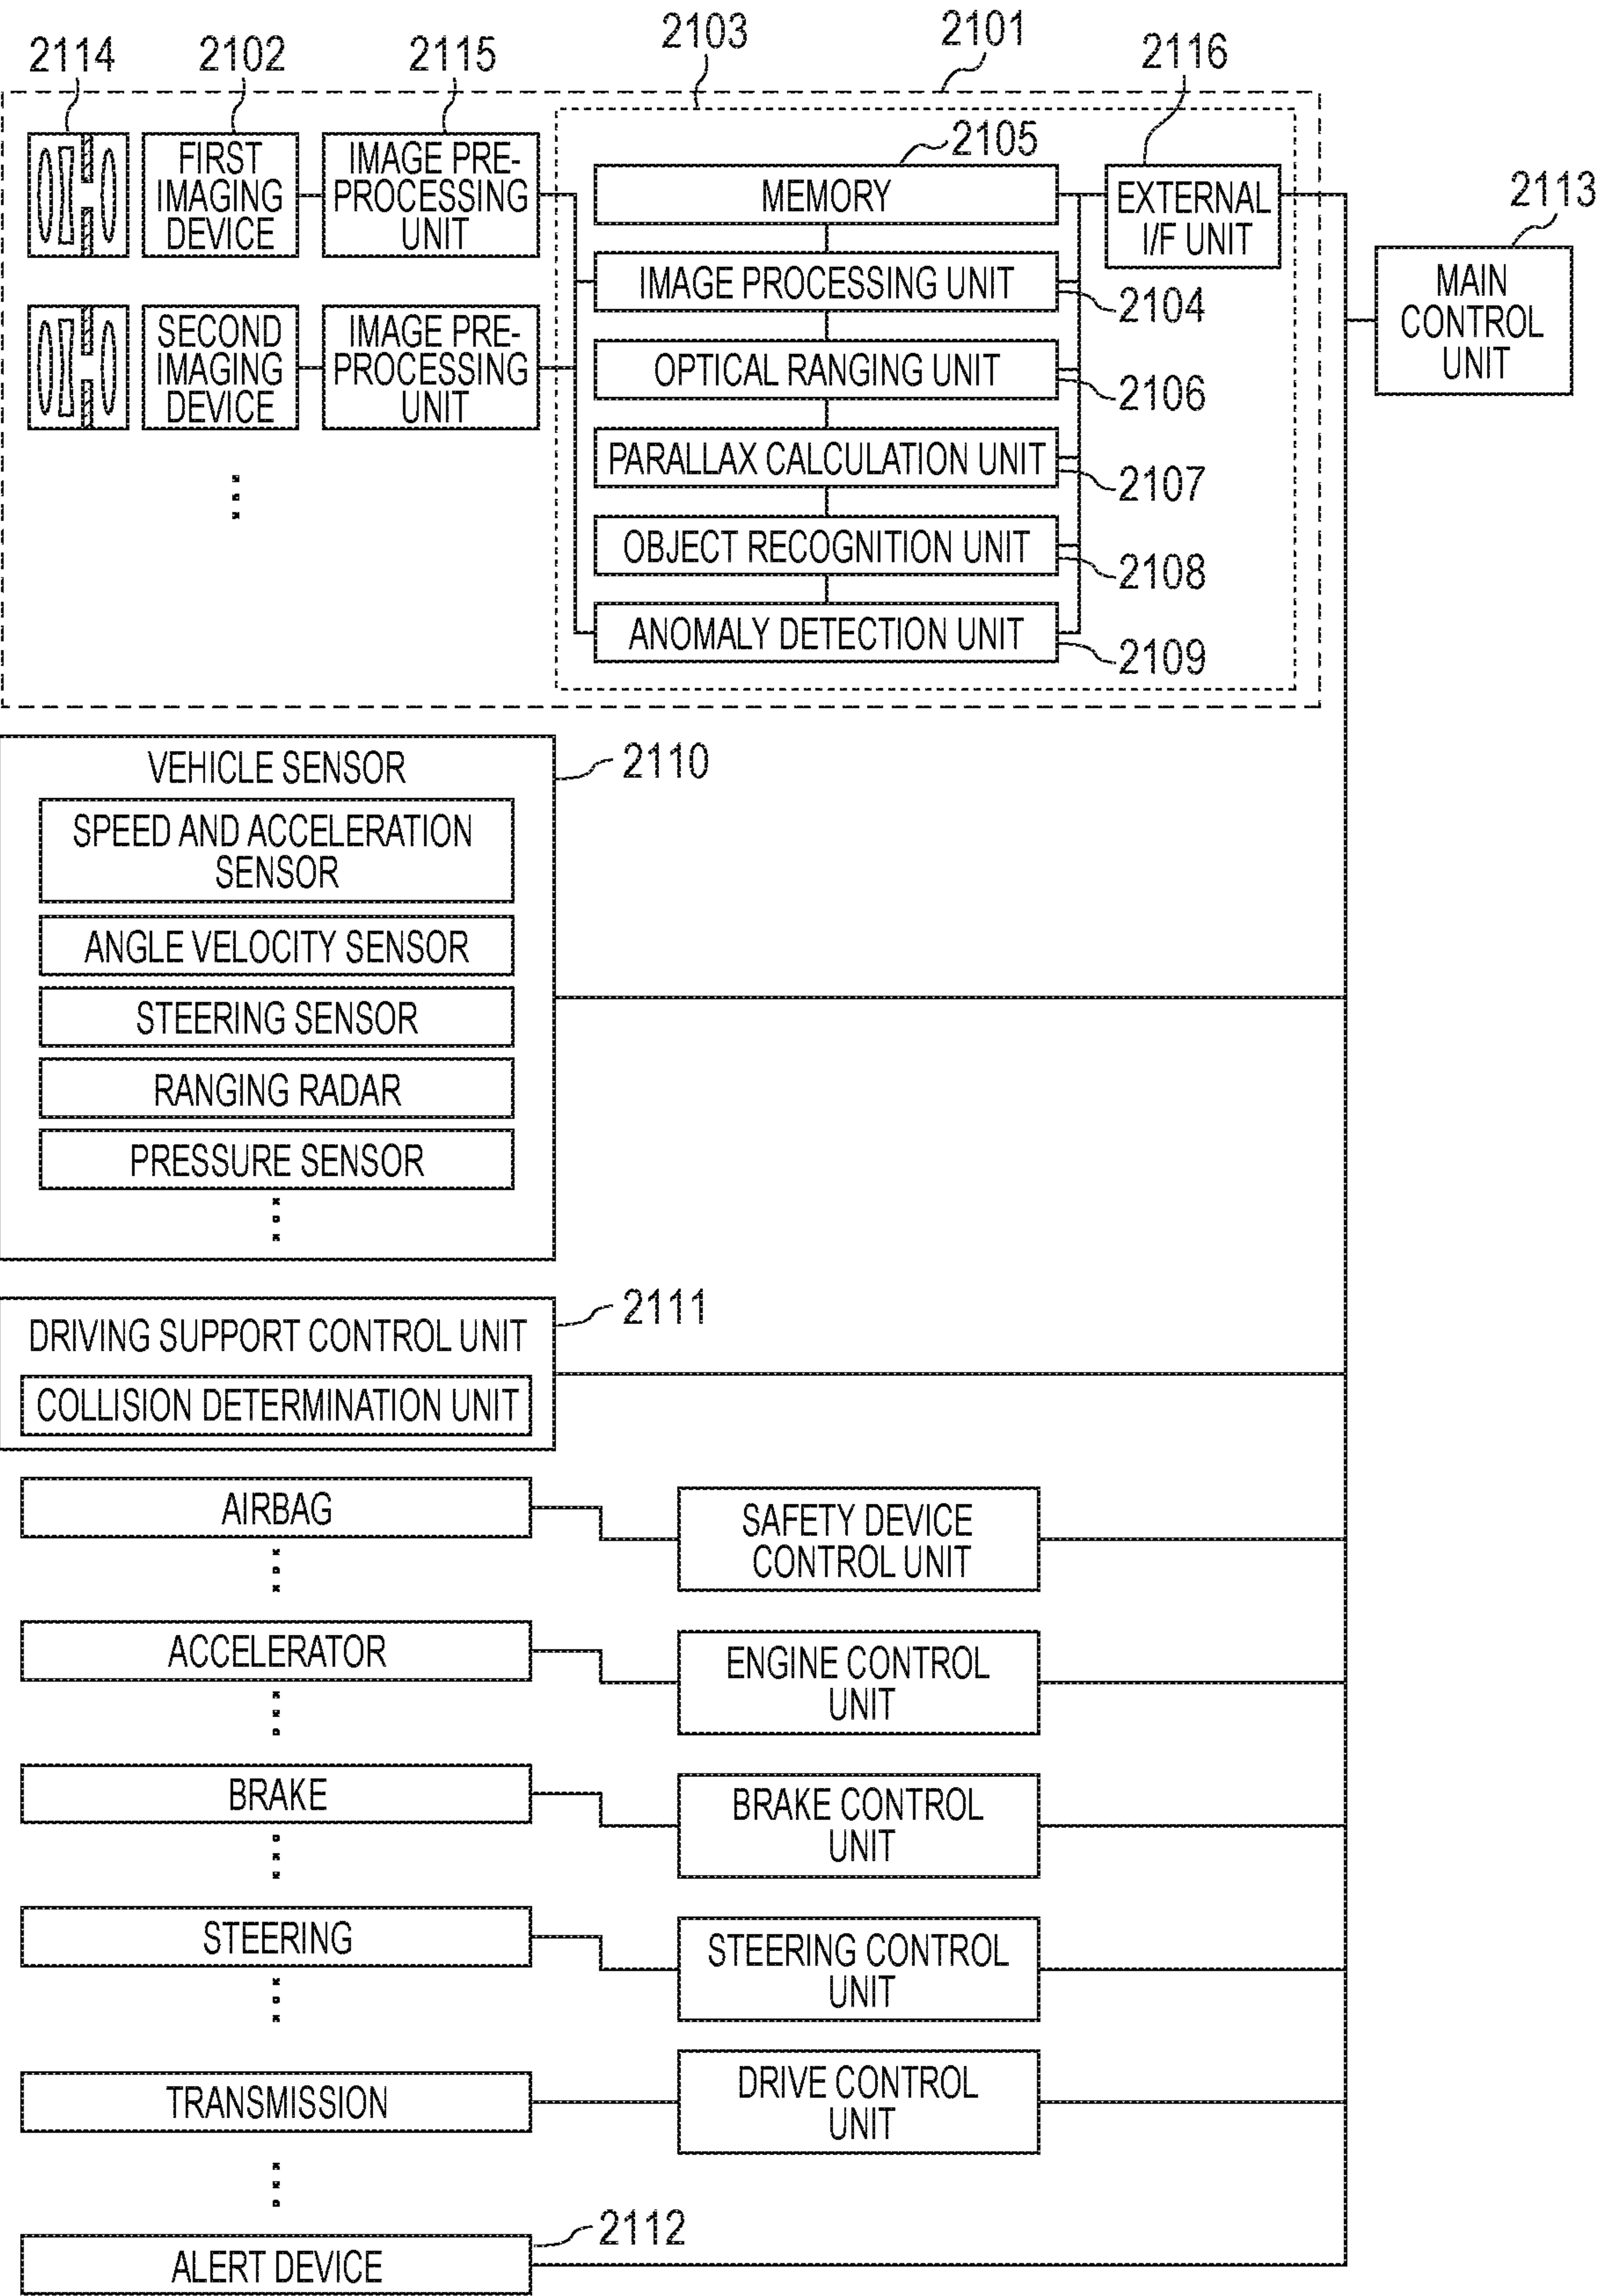 2114
2102
2115
2103
2101
2116
FIRST
IMAGING
DEVICE
IMAGE PRE-
PROCESSING
UNIT
2105
MEMORY
EXTERNAL
I/F UNIT
2113
MAIN
CONTROL
UNIT
IMAGE PROCESSING UNIT
2104
SECOND
IMAGING
DEVICE
IMAGE PRE-
PROCESSING
UNIT
OPTICAL RANGING UNIT
2106
PARALLAX CALCULATION UNIT
2107
OBJECT RECOGNITION UNIT
2108
ANOMALY DETECTION UNIT
2109
VEHICLE SENSOR
2110
SPEED AND ACCELERATION
SENSOR
ANGLE VELOCITY SENSOR
STEERING SENSOR
RANGING RADAR
PRESSURE SENSOR
2111
DRIVING SUPPORT CONTROL UNIT
COLLISION DETERMINATION UNIT
AIRBAG
SAFETY DEVICE
CONTROL UNIT
ACCELERATOR
ENGINE CONTROL
UNIT
BRAKE
BRAKE CONTROL
UNIT
STEERING
STEERING CONTROL
UNIT
TRANSMISSION
DRIVE CONTROL
UNIT
2112
ALERT DEVICE